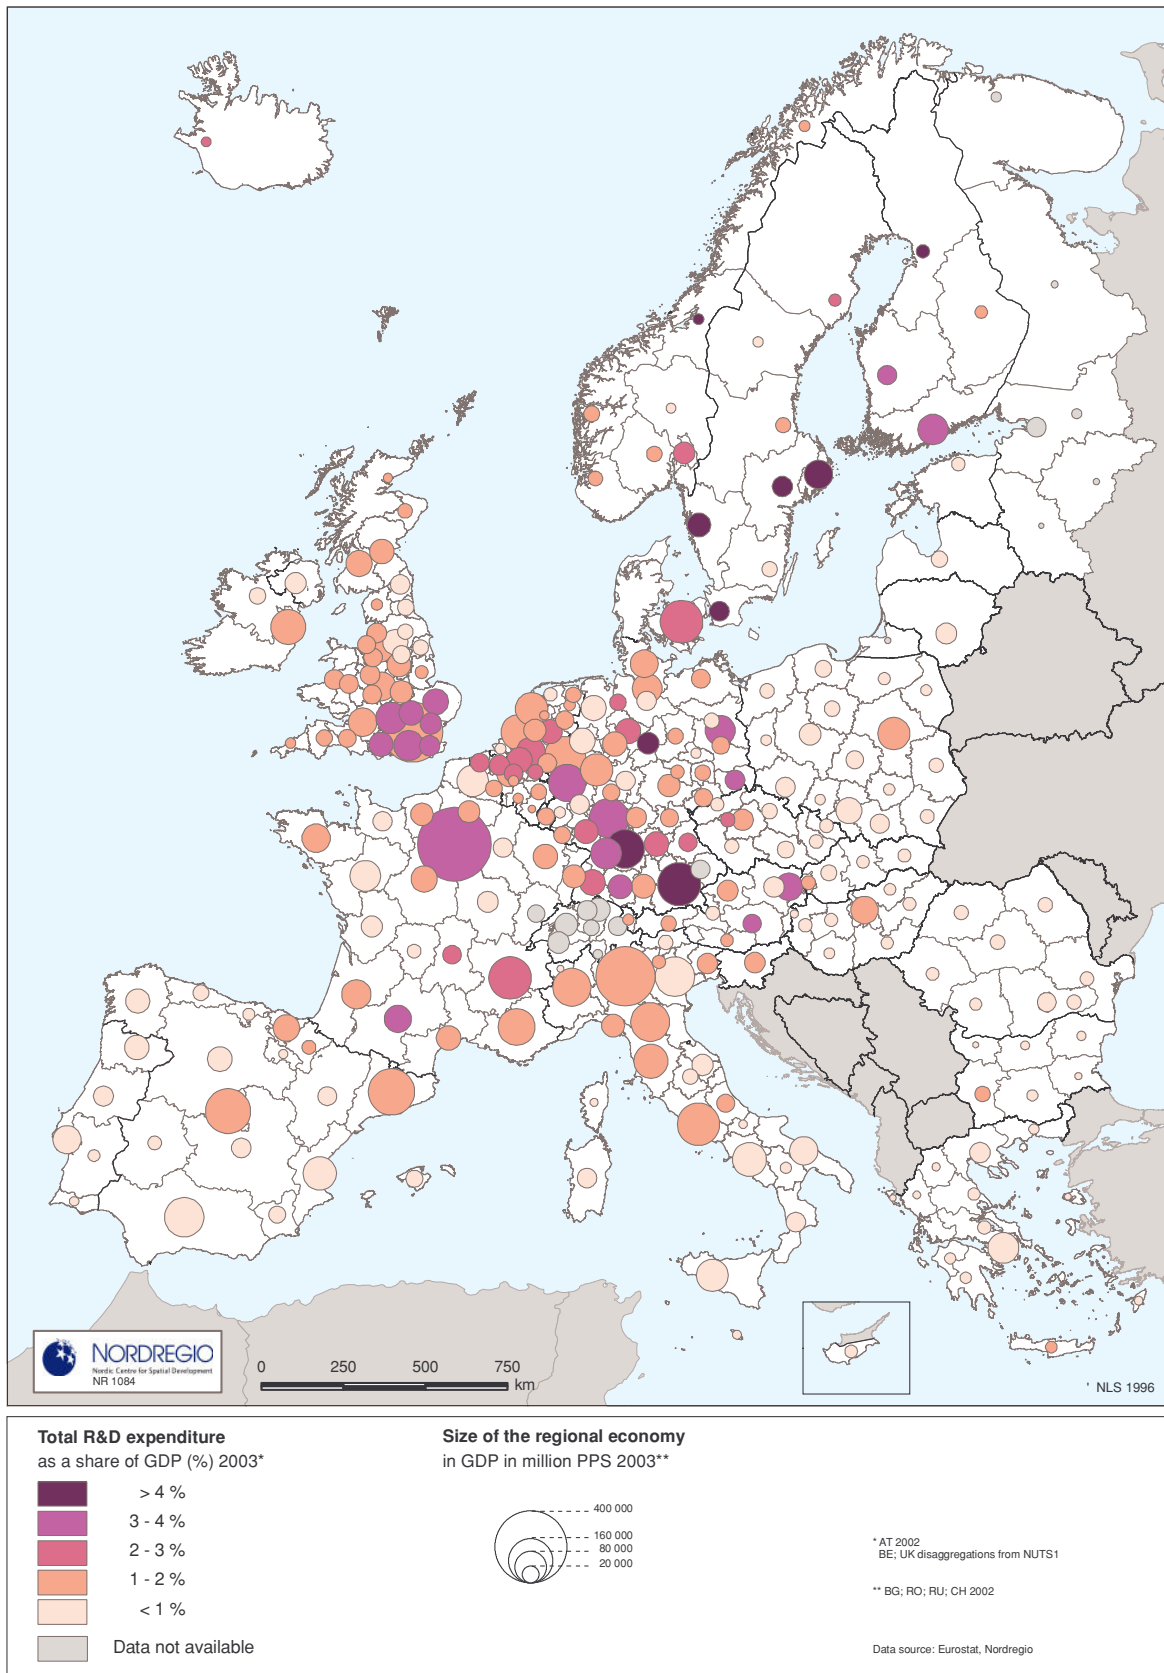 NORDREGIO
Nordic Centre for Spatial Development
NR 1084
0 250 500 750
km
' NLS 1996
Total R&D expenditure
as a share of GDP (%) 2003*
> 4 %
3 - 4 %
2 - 3 %
1 - 2 %
< 1 %
Data not available
Size of the regional economy
in GDP in million PPS 2003**
400 000
160 000
80 000
20 000
* AT 2002
BE; UK disaggregations from NUTS1
** BG; RO; RU; CH 2002
Data source: Eurostat, Nordregio